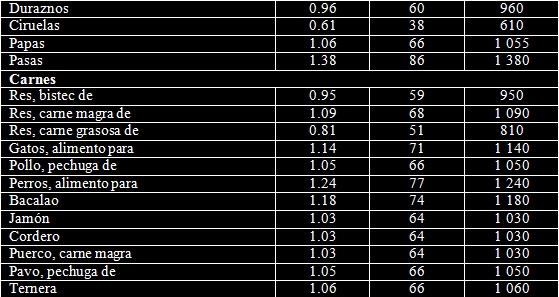 Duraznos 0.96 60 960
Ciruelas 0.61 38 610
Papas 1.06 66 1 055
Pasas 1.38 86 1 380
Carnes
Res, bistec de 0.95 59 950
Res, carne magra de 1.09 68 1 090
Res, carne grasosa de 0.81 51 810
Gatos, alimento para 1.14 71 1 140
Pollo, pechuga de 1.05 66 1 050
Perros, alimento para 1.24 77 1 240
Bacalao 1.18 74 1 180
Jamón 1.03 64 1 030
Cordero 1.03 64 1 030
Puerco, carne magra 1.03 64 1 030
Pavo, pechuga de 1.05 66 1 050
Ternera 1.06 66 1 060